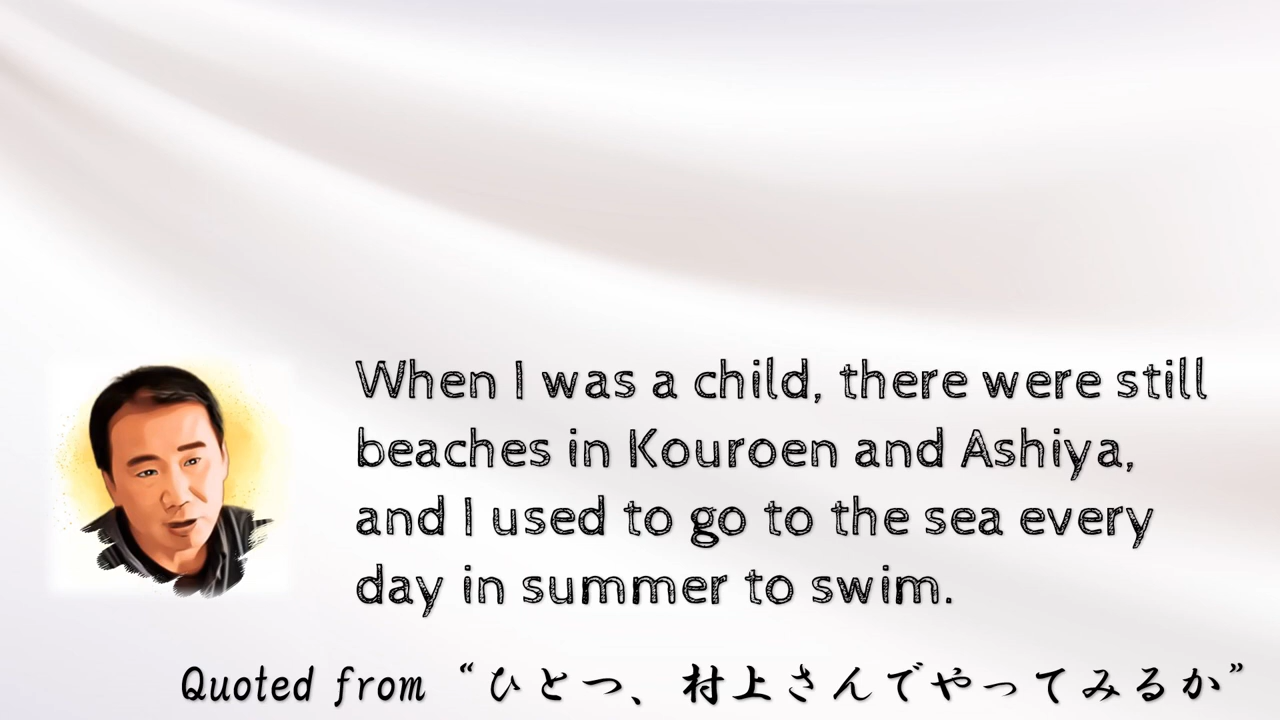 When I was a child, there were still
beaches in Kouroen and Ashiya,
and I used to go to the sea every
day in summer to swim.
Quoted from “ひとつ、村上さんでやってみるか”